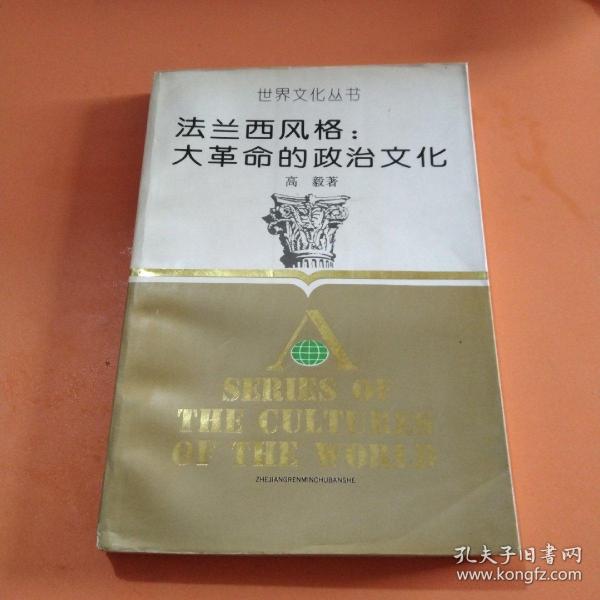 世界文化丛书
法兰西风格：
大革命的政治文化
高 毅著
A
SERIES OF
THE CULTURES
OF THE WORLD
ZHEJIANGRENMINCHUBANSHE
孔夫子旧书网
www.kongfz.com